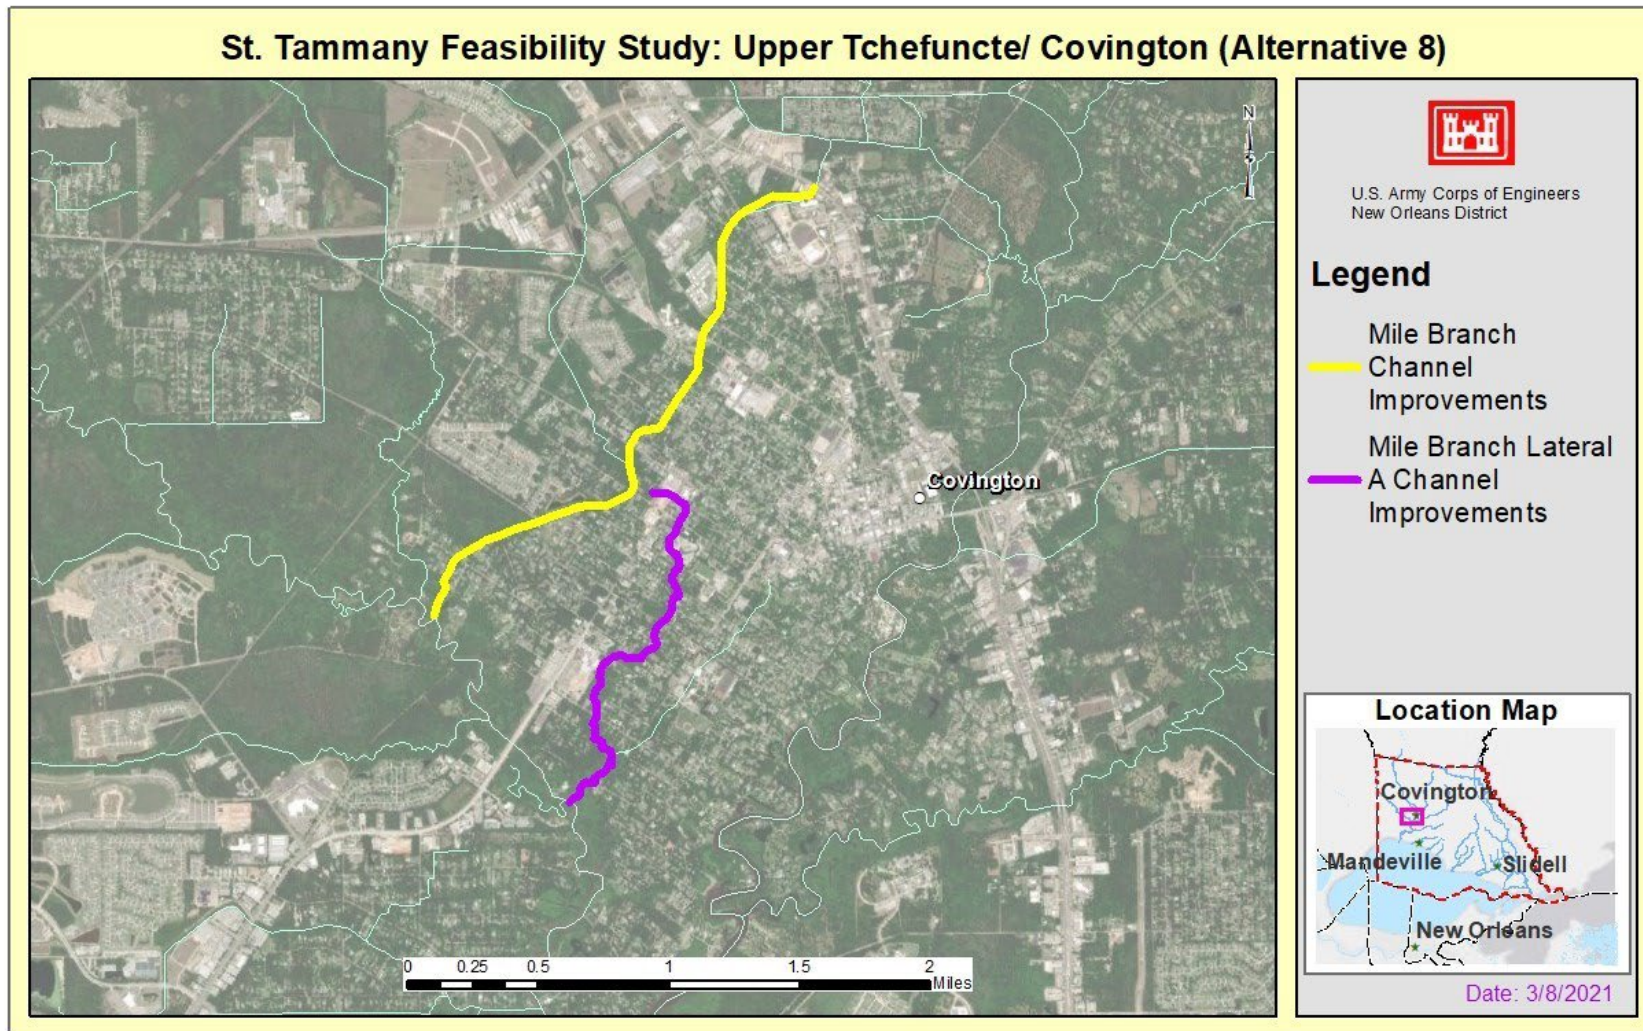 St. Tammany Feasibility Study: Upper Tchefuncte/ Covington (Alternative 8)
N
Covington
0 0.25 0.5 1 1.5 2
Miles
U.S. Army Corps of Engineers
New Orleans District
Legend
Mile Branch
Channel
Improvements
Mile Branch Lateral
A Channel
Improvements
Location Map
Covington
Mandeville
Slidell
New Orleans
Date: 3/8/2021